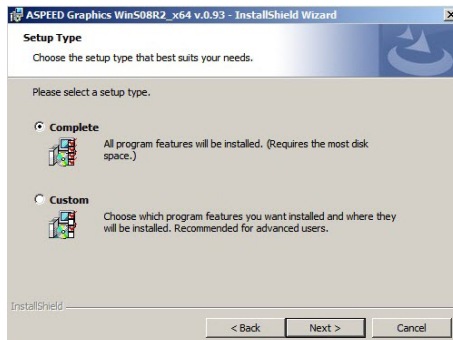 ASPEED Graphics WinS08R2_x64 v.0.93 - InstallShield Wizard
Setup Type
Choose the setup type that best suits your needs.
Please select a setup type.
Complete
All program features will be installed. (Requires the most disk
space.)
Custom
Choose which program features you want installed and where they
will be installed. Recommended for advanced users.
InstallShield
< Back
Next >
Cancel